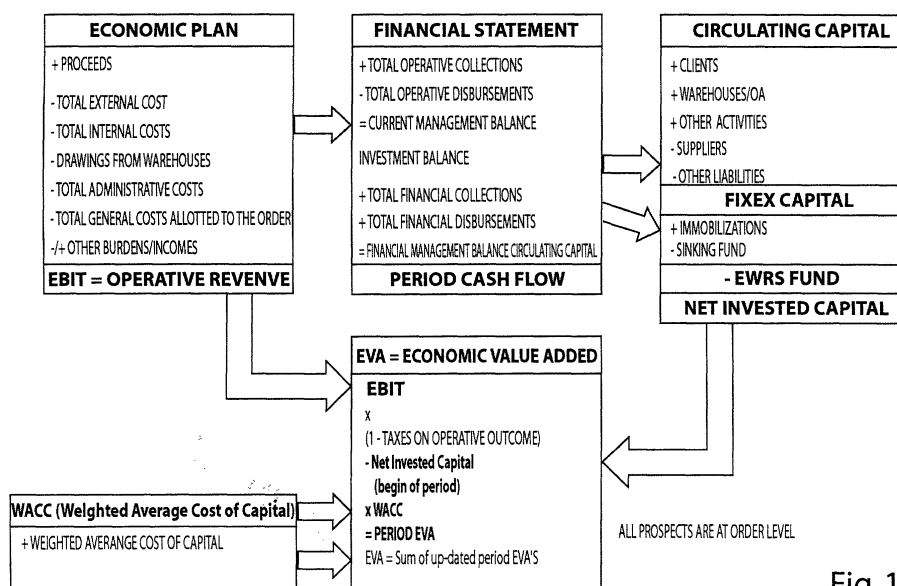 ECONOMIC PLAN
+ PROCEEDS
- TOTAL EXTERNAL COST
- TOTAL INTERNAL COSTS
- DRAWINGS FROM WAREHOUSES
- TOTAL ADMINISTRATIVE COSTS
- TOTAL GENERAL COSTS ALLOTTED TO THE ORDER
-/+ OTHER BURDENS/INCOMES
EBIT = OPERATIVE REVENVE
FINANCIAL STATEMENT
+ TOTAL OPERATIVE COLLECTIONS
- TOTAL OPERATIVE DISBURSEMENTS
= CURRENT MANAGEMENT BALANCE
INVESTMENT BALANCE
+ TOTAL FINANCIAL COLLECTIONS
+ TOTAL FINANCIAL DISBURSEMENTS
= FINANCIAL MANAGEMENT BALANCE CIRCULATING CAPITAL
PERIOD CASH FLOW
CIRCULATING CAPITAL
+ CLIENTS
+ WAREHOUSES/OA
+ OTHER ACTIVITIES
- SUPPLIERS
- OTHER LIABILITIES
FIXEX CAPITAL
+ IMMOBILIZATIONS
- SINKING FUND
- EWRS FUND
NET INVESTED CAPITAL
EVA = ECONOMIC VALUE ADDED
EBIT
x
(1 - TAXES ON OPERATIVE OUTCOME)
- Net Invested Capital
(begin of period)
x WACC
= PERIOD EVA
EVA = Sum of up-dated period EVA'S
WACC (Weighted Average Cost of Capital)
+ WEIGHTED AVERANGE COST OF CAPITAL
ALL PROSPECTS ARE AT ORDER LEVEL
Fig. 1